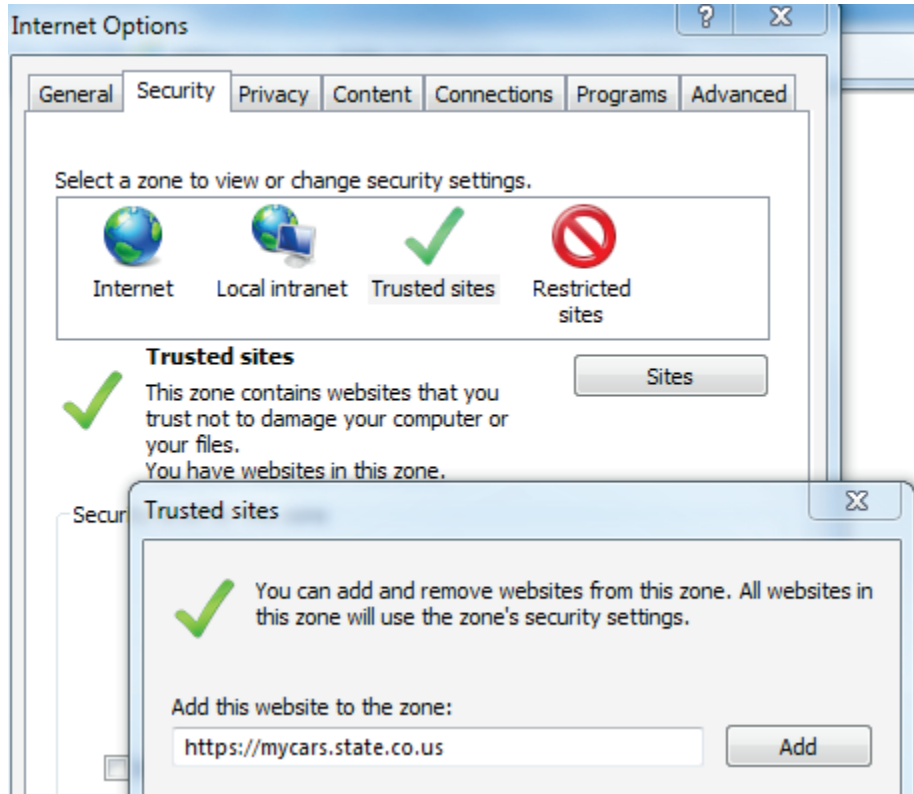 Internet Options
?
General Security Privacy Content Connections Programs Advanced
Select a zone to view or change security settings.
Internet Local intranet Trusted sites Restricted
sites
Trusted sites
Sites
This zone contains websites that you
trust not to damage your computer or
your files.
You have websites in this zone.
Secur
Trusted sites
You can add and remove websites from this zone. All websites in
this zone will use the zone's security settings.
Add this website to the zone:
https://mycars.state.co.us Add